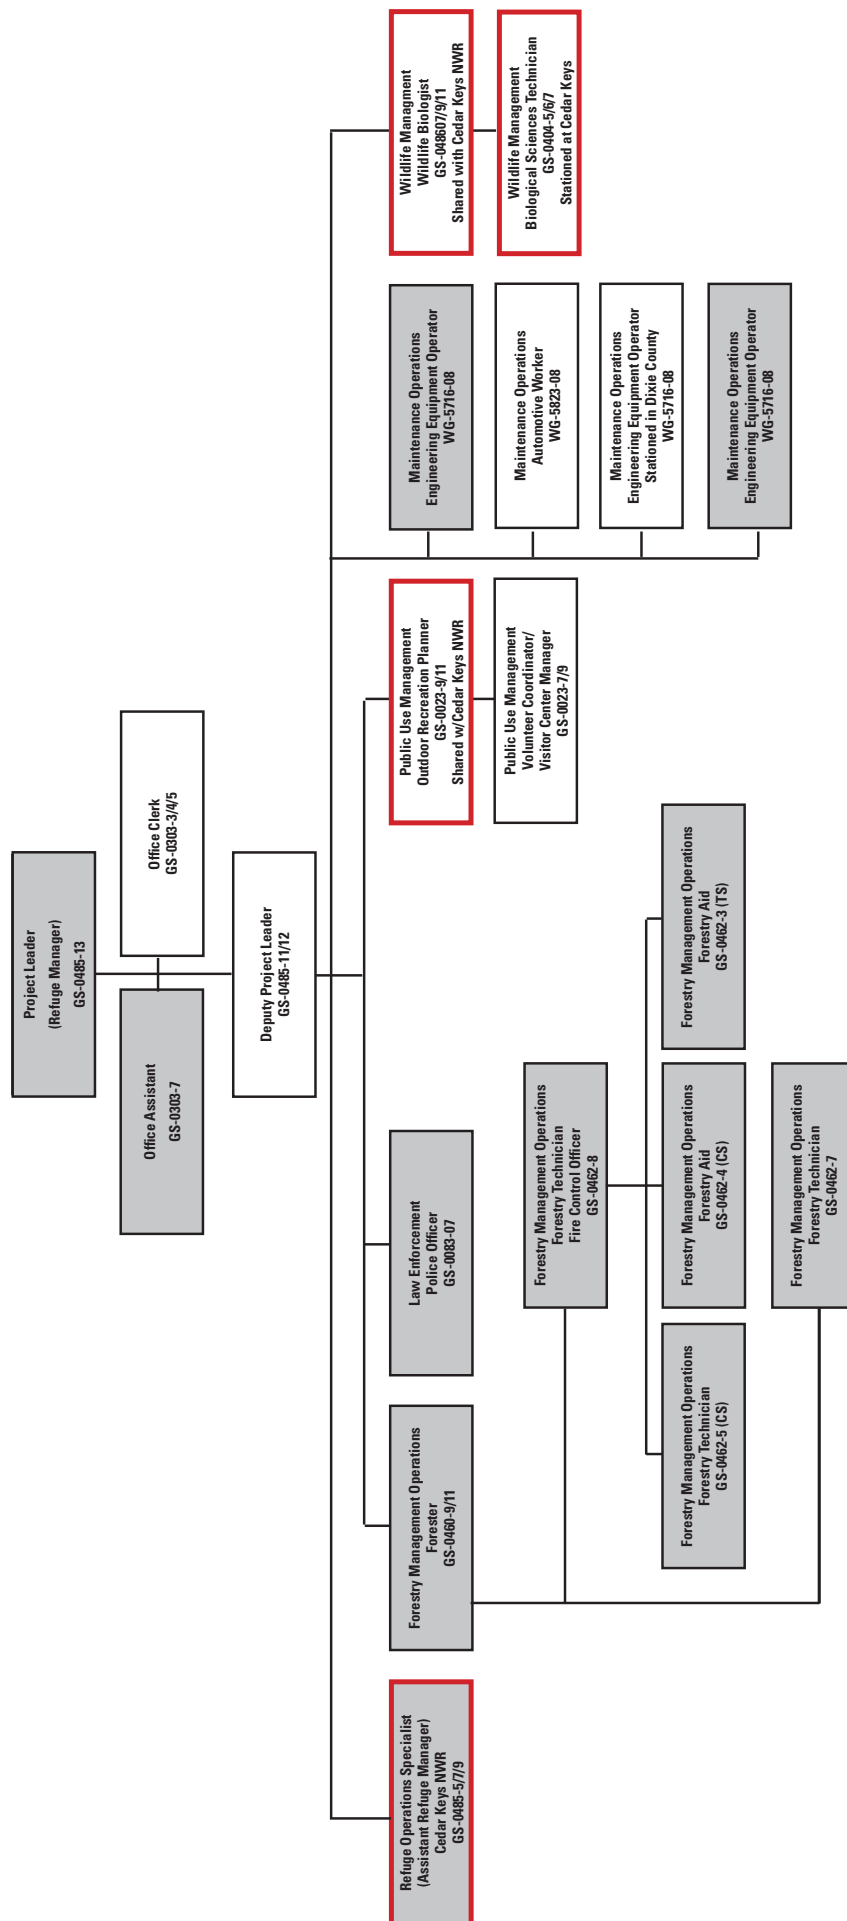 Project Leader
(Refuge Manager)
GS-0485-13
Office Assistant
GS-0303-7
Office Clerk
GS-0303-3/4/5
Deputy Project Leader
GS-0485-11/12
Refuge Operations Specialist
(Assistant Refuge Manager)
Cedar Keys NWR
GS-0485-5/7/9
Forestry Management Operations
Forester
GS-0460-9/11
Law Enforcement
Police Officer
GS-0083-07
Public Use Management
Outdoor Recreation Planner
GS-0023-9/11
Shared w/Cedar Keys NWR
Maintenance Operations
Engineering Equipment Operator
WG-5716-08
Wildlife Managment
Wildlife Biologist
GS-048607/9/11
Shared with Cedar Keys NWR
Public Use Management
Volunteer Coordinator/
Visitor Center Manager
GS-0023-7/9
Maintenance Operations
Automotive Worker
WG-5823-08
Wildlife Management
Biological Sciences Technician
GS-0404-5/6/7
Stationed at Cedar Keys
Forestry Management Operations
Forestry Technician
Fire Control Officer
GS-0462-8
Maintenance Operations
Engineering Equipment Operator
Stationed in Dixie County
WG-5716-08
Forestry Management Operations
Forestry Technician
GS-0462-5 (CS)
Forestry Management Operations
Forestry Aid
GS-0462-4 (CS)
Forestry Management Operations
Forestry Aid
GS-0462-3 (TS)
Maintenance Operations
Engineering Equipment Operator
WG-5716-08
Forestry Management Operations
Forestry Technician
GS-0462-7